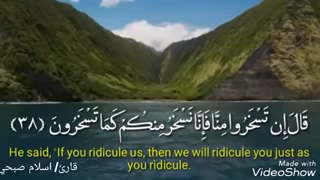 قَالَ إِن تَسْخَرُوا مِنَّا فَإِنَّا نَسْخَرُ مِنكُمْ كَمَا تَسْخَرُونَ ﴿٣٨﴾
He said, 'If you ridicule us, then we will ridicule you just as
you ridicule.
قارئ/ اسلام صبحي
Made with
VideoShow